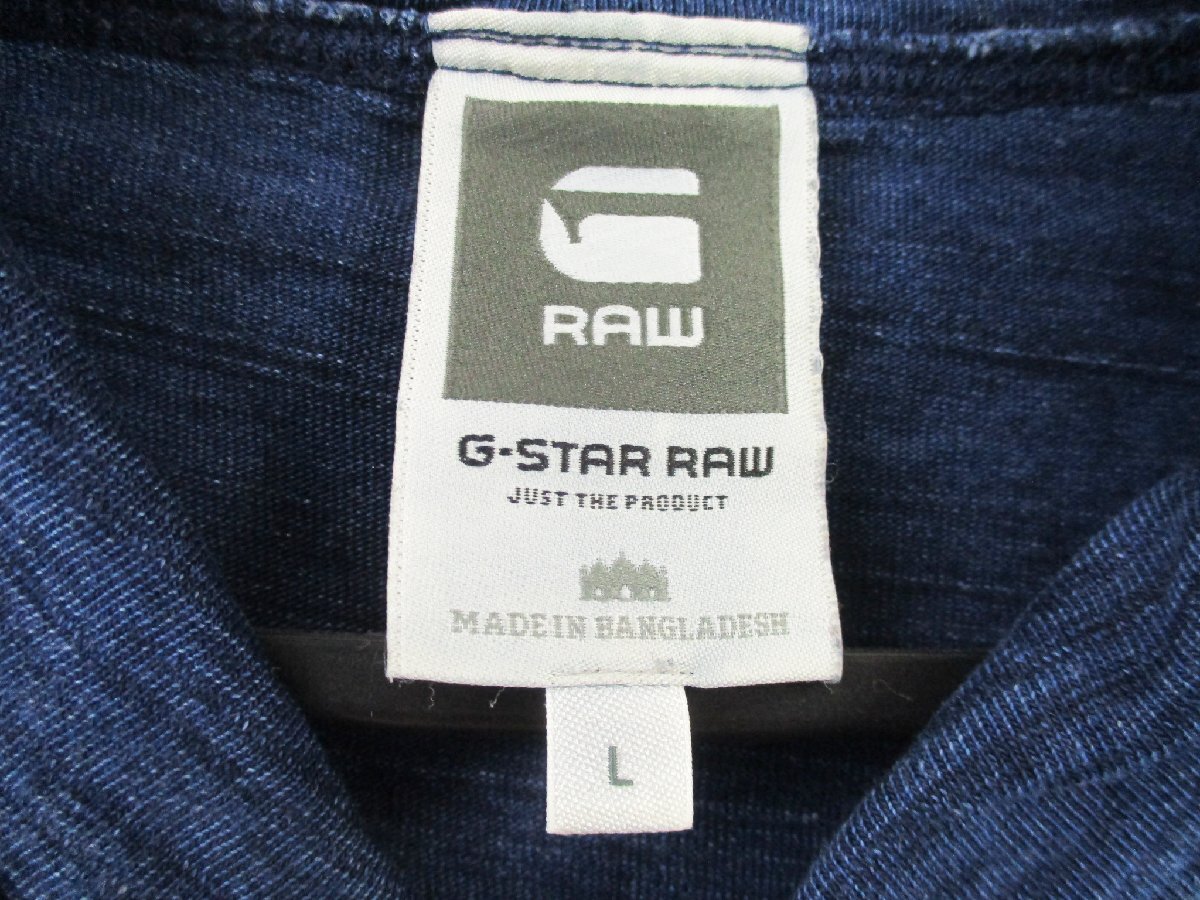 G
RAW
G-STAR RAW
JUST THE PRODUCT
MADE IN BANGLADESH
L